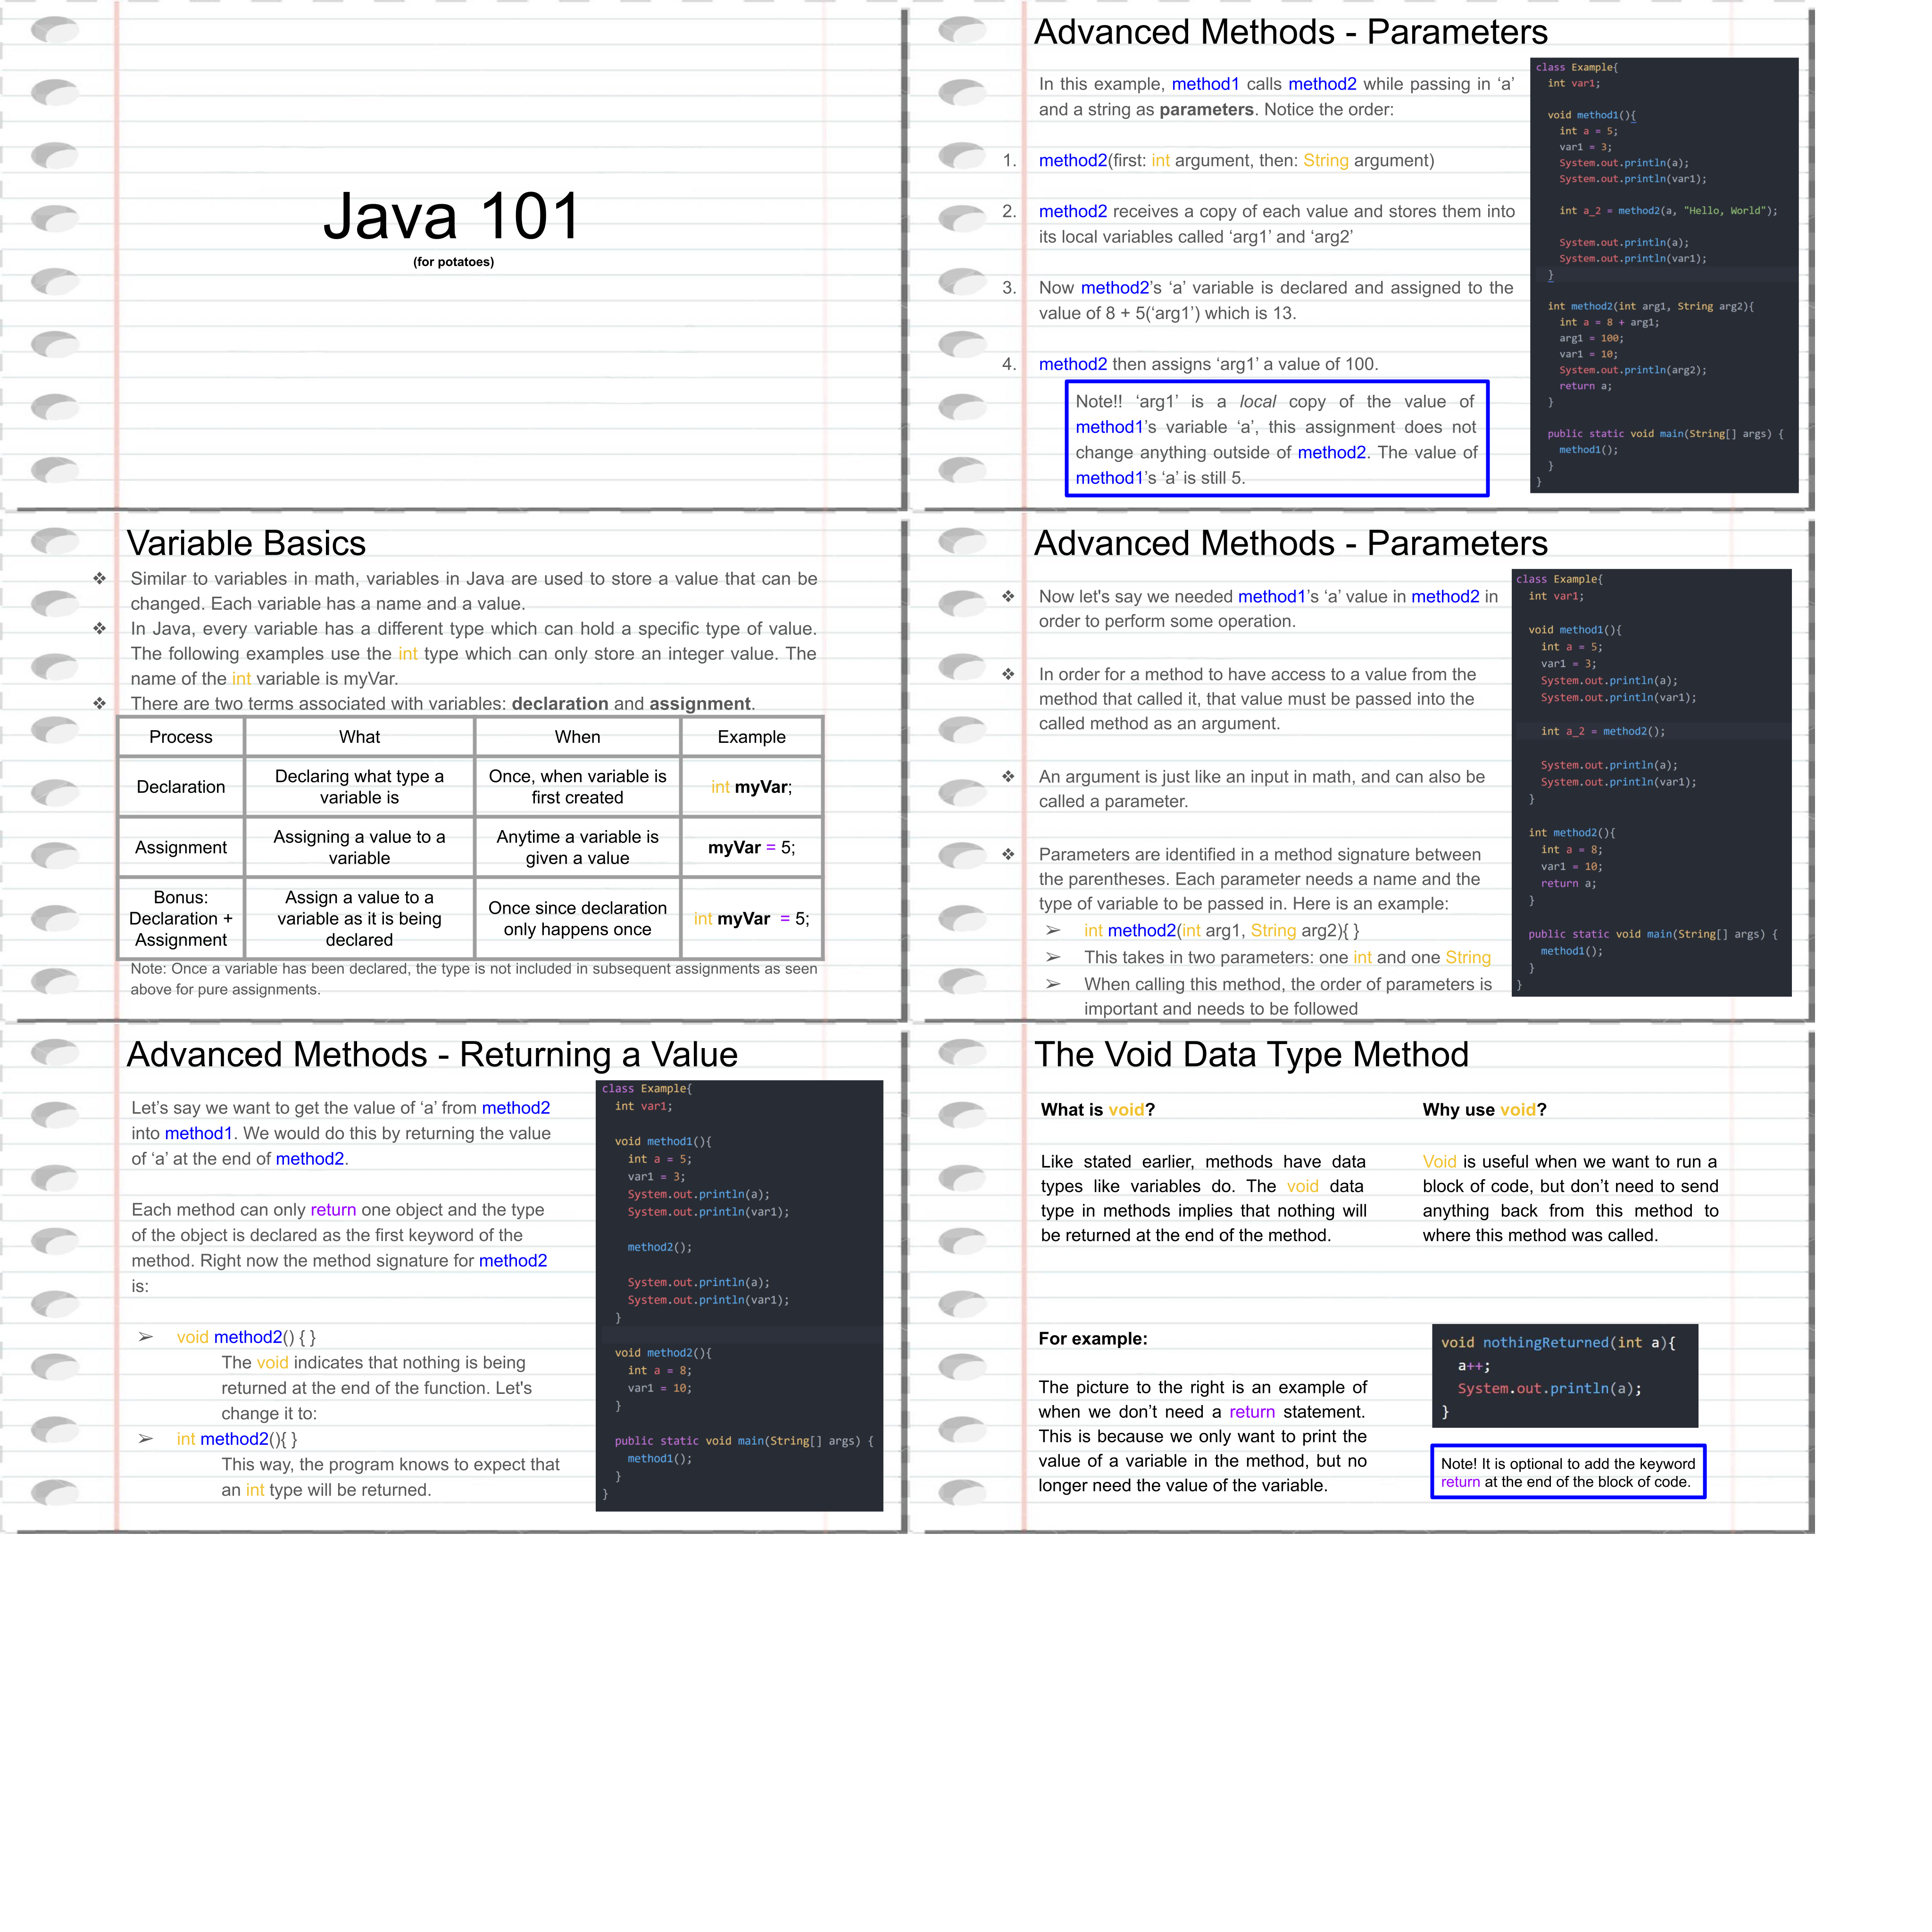 Java 101
(for potatoes)
Advanced Methods - Parameters
In this example, method1 calls method2 while passing in ‘a’
and a string as parameters. Notice the order:
1. method2(first: int argument, then: String argument)
2. method2 receives a copy of each value and stores them into
its local variables called ‘arg1’ and ‘arg2’
3. Now method2’s ‘a’ variable is declared and assigned to the
value of 8 + 5(‘arg1’) which is 13.
4. method2 then assigns ‘arg1’ a value of 100.
Note!! ‘arg1’ is a local copy of the value of
method1’s variable ‘a’, this assignment does not
change anything outside of method2. The value of
method1’s ‘a’ is still 5.
class Example{
int var1;
void method1(){
int a = 5;
var1 = 3;
System.out.println(a);
System.out.println(var1);
int a_2 = method2(a, "Hello, World");
System.out.println(a);
System.out.println(var1);
}
int method2(int arg1, String arg2){
int a = 8 + arg1;
arg1 = 100;
var1 = 10;
System.out.println(arg2);
return a;
}
public static void main(String[] args) {
method1();
}
}
Variable Basics
❖ Similar to variables in math, variables in Java are used to store a value that can be
changed. Each variable has a name and a value.
❖ In Java, every variable has a different type which can hold a specific type of value.
The following examples use the int type which can only store an integer value. The
name of the int variable is myVar.
❖ There are two terms associated with variables: declaration and assignment.
Process What When Example
Declaration Declaring what type a variable is Once, when variable is first created int myVar;
Assignment Assigning a value to a variable Anytime a variable is given a value myVar = 5;
Bonus: Declaration + Assignment Assign a value to a variable as it is being declared Once since declaration only happens once int myVar = 5;
Note: Once a variable has been declared, the type is not included in subsequent assignments as seen
above for pure assignments.
Advanced Methods - Parameters
❖ Now let's say we needed method1’s ‘a’ value in method2 in
order to perform some operation.
❖ In order for a method to have access to a value from the
method that called it, that value must be passed into the
called method as an argument.
❖ An argument is just like an input in math, and can also be
called a parameter.
❖ Parameters are identified in a method signature between
the parentheses. Each parameter needs a name and the
type of variable to be passed in. Here is an example:
➢ int method2(int arg1, String arg2){ }
➢ This takes in two parameters: one int and one String
➢ When calling this method, the order of parameters is
important and needs to be followed
class Example{
int var1;
void method1(){
int a = 5;
var1 = 3;
System.out.println(a);
System.out.println(var1);
int a_2 = method2();
System.out.println(a);
System.out.println(var1);
}
int method2(){
int a = 8;
var1 = 10;
return a;
}
public static void main(String[] args) {
method1();
}
}
Advanced Methods - Returning a Value
Let’s say we want to get the value of ‘a’ from method2
into method1. We would do this by returning the value
of ‘a’ at the end of method2.
Each method can only return one object and the type
of the object is declared as the first keyword of the
method. Right now the method signature for method2
is:
➢ void method2() { }
The void indicates that nothing is being
returned at the end of the function. Let's
change it to:
➢ int method2(){ }
This way, the program knows to expect that
an int type will be returned.
class Example{
int var1;
void method1(){
int a = 5;
var1 = 3;
System.out.println(a);
System.out.println(var1);
method2();
System.out.println(a);
System.out.println(var1);
}
void method2(){
int a = 8;
var1 = 10;
}
public static void main(String[] args) {
method1();
}
}
The Void Data Type Method
What is void?
Like stated earlier, methods have data
types like variables do. The void data
type in methods implies that nothing will
be returned at the end of the method.
Why use void?
Void is useful when we want to run a
block of code, but don’t need to send
anything back from this method to
where this method was called.
For example:
The picture to the right is an example of
when we don’t need a return statement.
This is because we only want to print the
value of a variable in the method, but no
longer need the value of the variable.
void nothingReturned(int a){
a++;
System.out.println(a);
}
Note! It is optional to add the keyword
return at the end of the block of code.